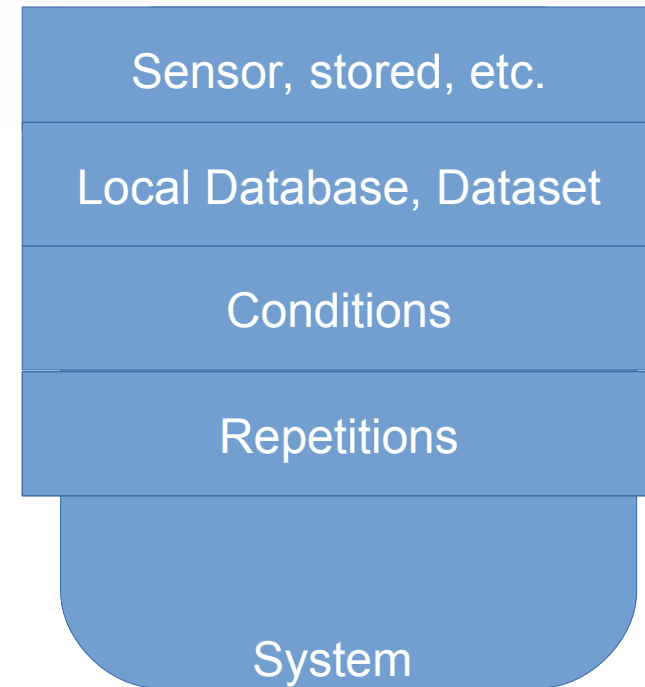 Sensor, stored, etc.
Local Database, Dataset
Conditions
Repetitions
System